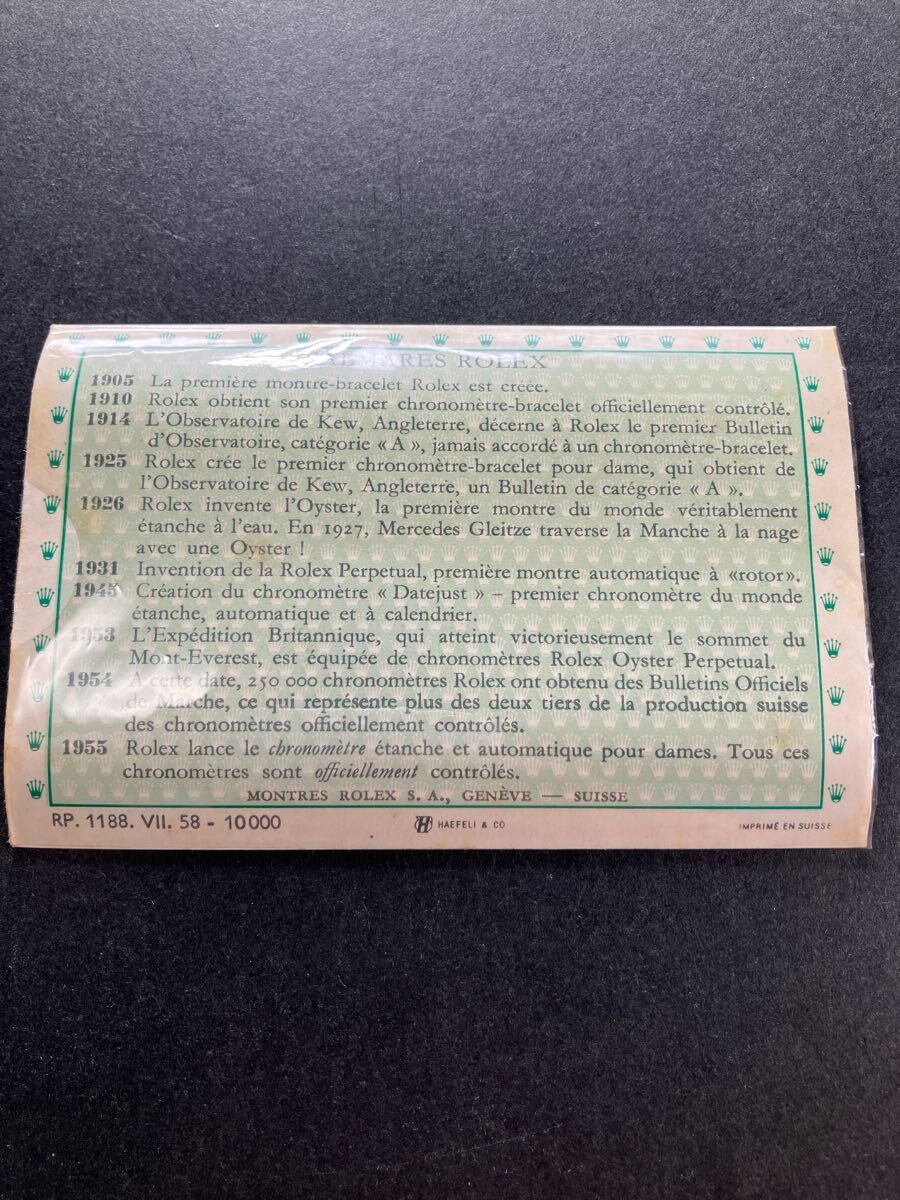 ROLEX
1905 La première montre-bracelet Rolex est créée.
1910 Rolex obtient son premier chronomètre-bracelet officiellement contrôlé.
1914 L'Observatoire de Kew, Angleterre, décerne à Rolex le premier Bulletin
d'Observatoire, catégorie « A », jamais accordé à un chronomètre-bracelet.
1925 Rolex crée le premier chronomètre-bracelet pour dame, qui obtient de
l'Observatoire de Kew, Angleterre, un Bulletin de catégorie « A ».
1926 Rolex invente l'Oyster, la première montre du monde véritablement
étanche à l'eau. En 1927, Mercedes Gleitze traverse la Manche à la nage
avec une Oyster !
1931 Invention de la Rolex Perpetual, première montre automatique à «rotor».
1945 Création du chronomètre « Datejust » – premier chronomètre du monde
étanche, automatique et à calendrier.
1953 L'Expédition Britannique, qui atteint victorieusement le sommet du
Mont-Everest, est équipée de chronomètres Rolex Oyster Perpetual.
1954 A cette date, 250 000 chronomètres Rolex ont obtenu des Bulletins Officiels
de Marche, ce qui représente plus des deux tiers de la production suisse
des chronomètres officiellement contrôlés.
1955 Rolex lance le chronomètre étanche et automatique pour dames. Tous ces
chronomètres sont officiellement contrôlés.
MONTRES ROLEX S. A., GENÈVE — SUISSE
RP. 1188. VII. 58 - 10000 H HAEFELI & CO IMPRIMÉ EN SUISSE